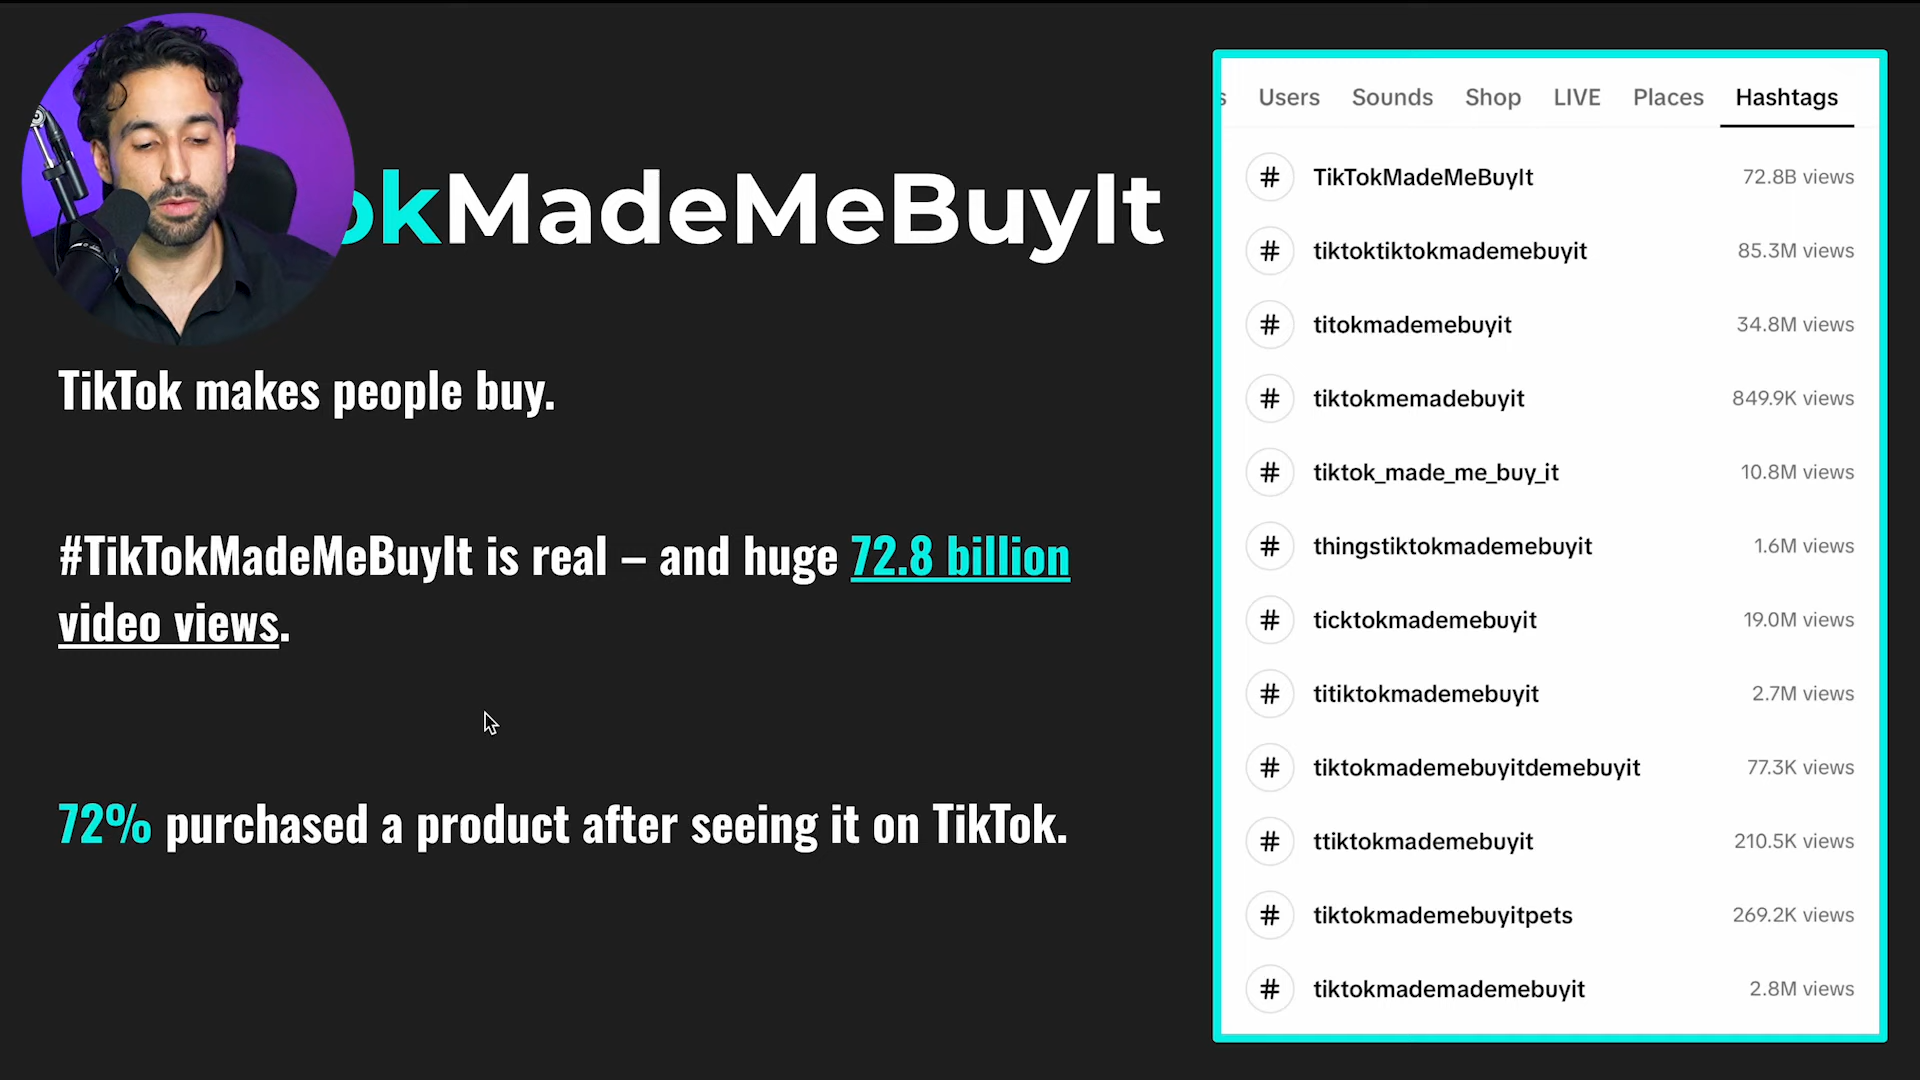 okMadeMeBuyIt
TikTok makes people buy.
#TikTokMadeMeBuyIt is real – and huge 72.8 billion
video views.
72% purchased a product after seeing it on TikTok.
s Users Sounds Shop LIVE Places Hashtags
# TikTokMadeMeBuyIt 72.8B views
# tiktoktiktokmademebuyit 85.3M views
# titokmademebuyit 34.8M views
# tiktokmemadebuyit 849.9K views
# tiktok_made_me_buy_it 10.8M views
# thingstiktokmademebuyit 1.6M views
# ticktokmademebuyit 19.0M views
# titiktokmademebuyit 2.7M views
# tiktokmademebuyitdemebuyit 77.3K views
# ttiktokmademebuyit 210.5K views
# tiktokmademebuyitpets 269.2K views
# tiktokmademademebuyit 2.8M views